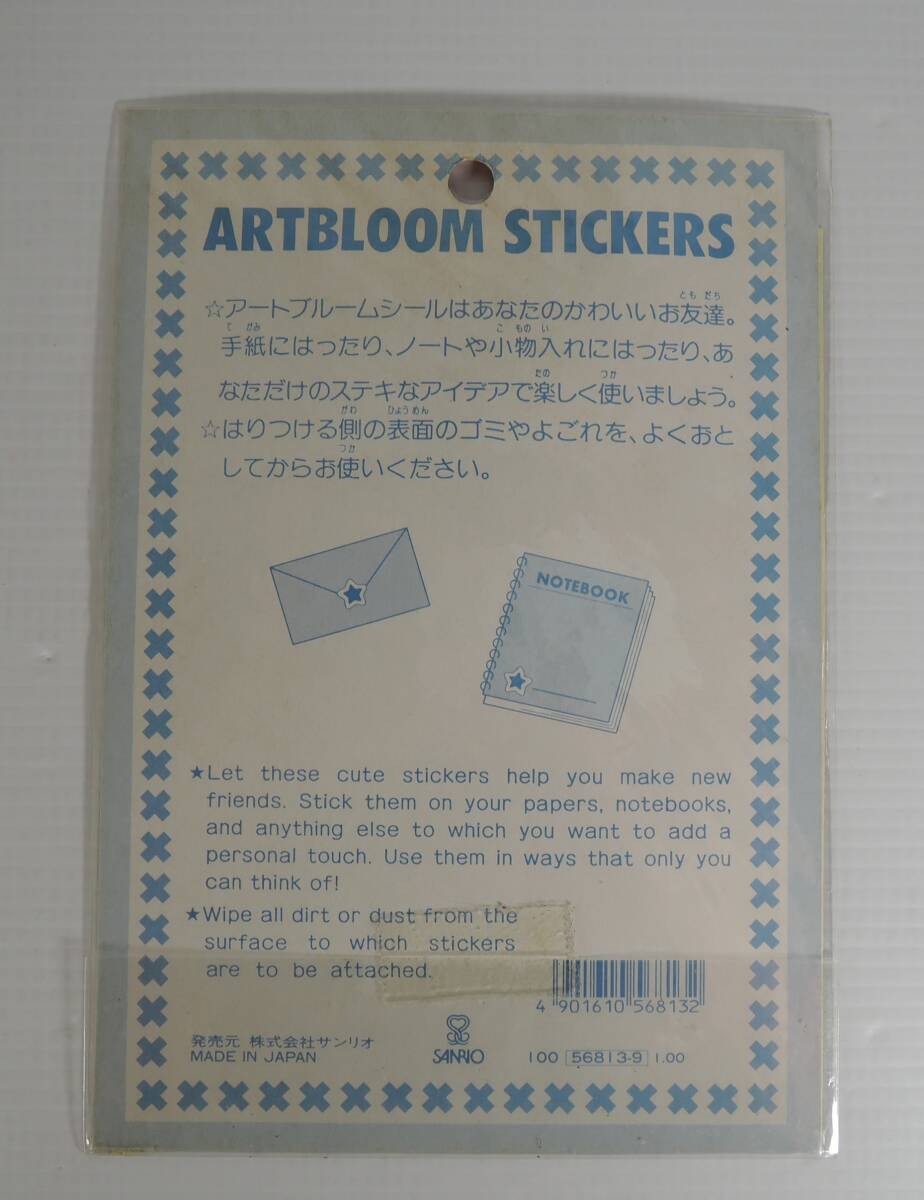 ARTBLOOM STICKERS
☆アートブルームシールはあなたのかわいいお友達。
手紙にはったり、ノートや小物入れにはったり、あ
なただけのステキなアイデアで楽しく使いましょう。
☆はりつける側の表面のゴミやよごれを、よくおと
してからお使いください。
NOTEBOOK
★Let these cute stickers help you make new
friends. Stick them on your papers, notebooks,
and anything else to which you want to add a
personal touch. Use them in ways that only you
can think of!
★Wipe all dirt or dust from the
surface to which stickers
are to be attached.
4 901610 568132
発売元 株式会社サンリオ
MADE IN JAPAN
SANRIO
100 56813-9 1.00